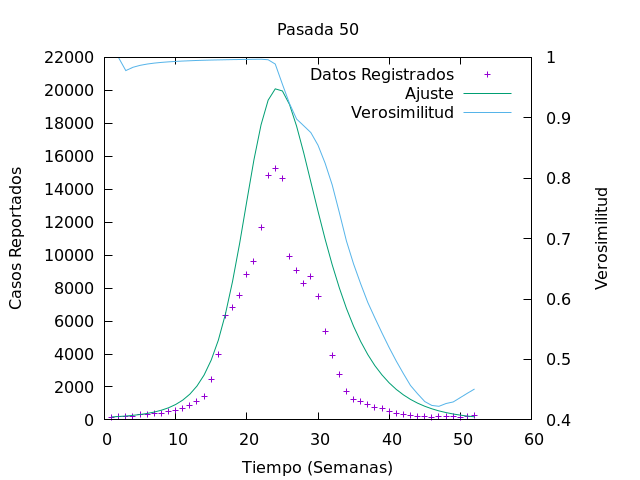 Pasada 50
22000
20000
18000
16000
14000
12000
10000
8000
6000
4000
2000
0
Casos Reportados
Datos Registrados
Ajuste
Verosimilitud
1
0.9
0.8
0.7
0.6
0.5
0.4
Verosimilitud
0 10 20 30 40 50 60
Tiempo (Semanas)